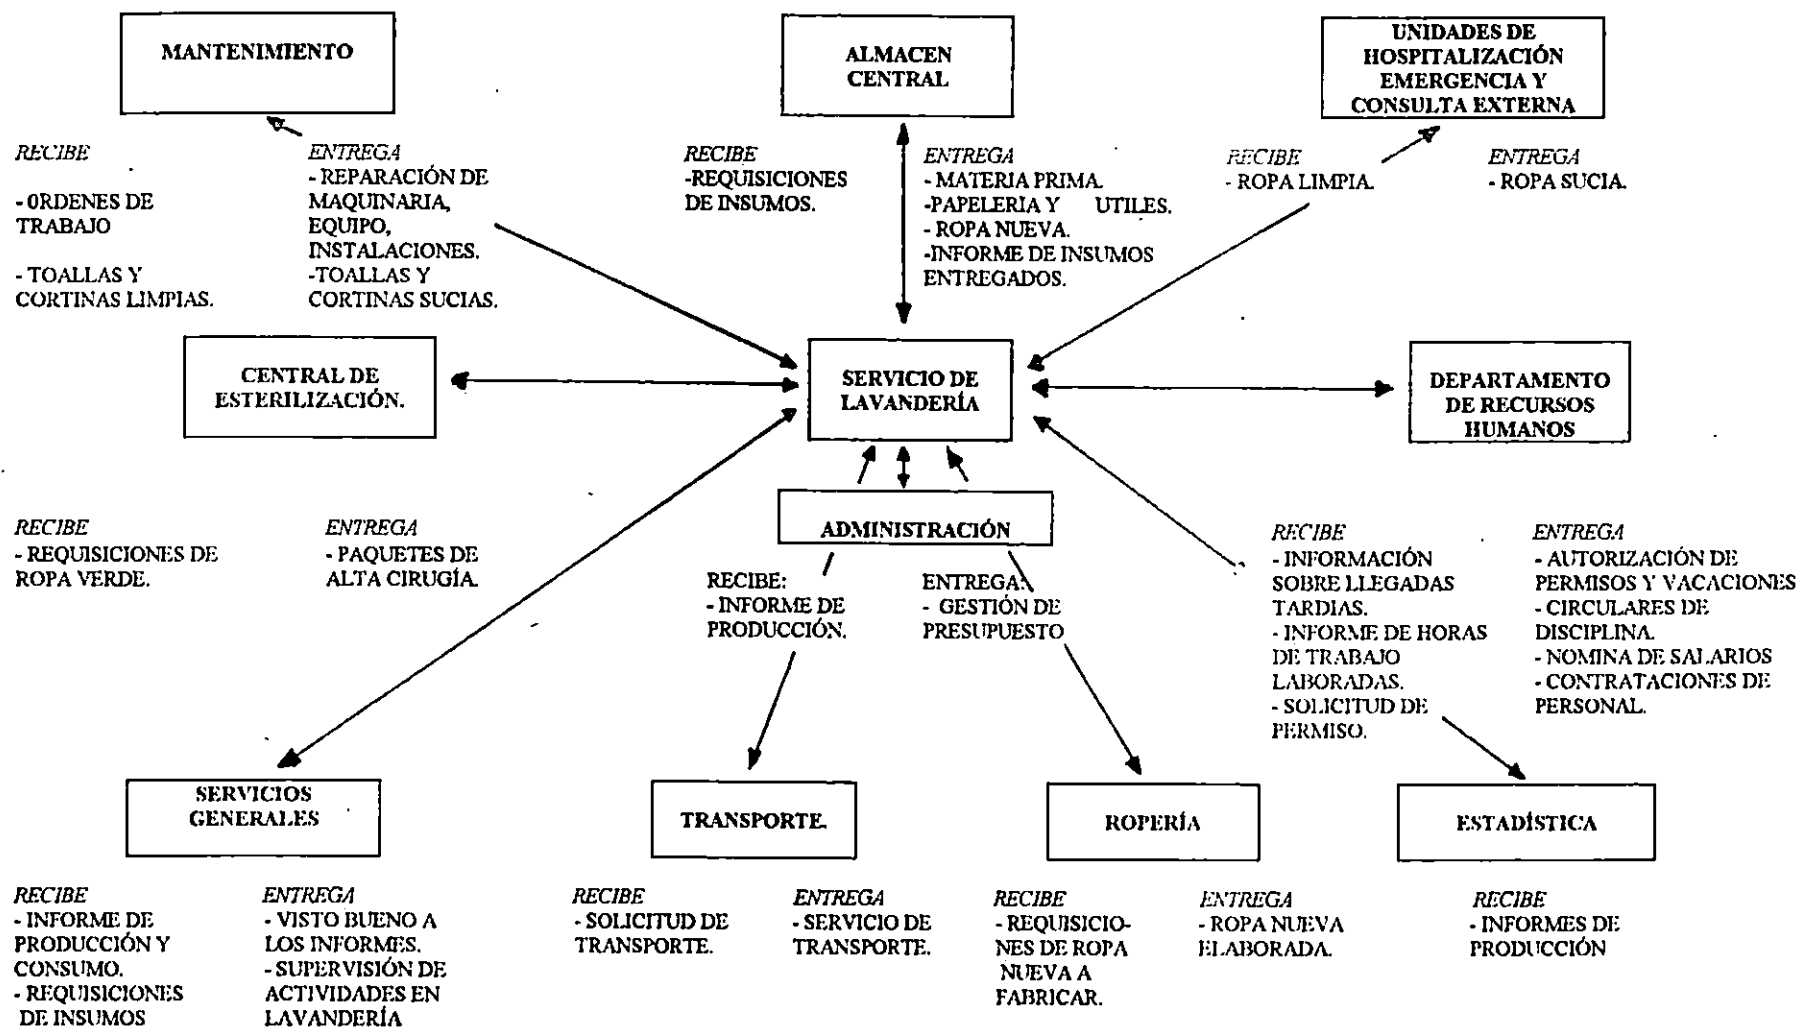 MANTENIMIENTO
ALMACEN
CENTRAL
UNIDADES DE
HOSPITALIZACIÓN
EMERGENCIA Y
CONSULTA EXTERNA
RECIBE
- ORDENES DE
TRABAJO
- TOALLAS Y
CORTINAS LIMPIAS.
ENTREGA
- REPARACIÓN DE
MAQUINARIA,
EQUIPO,
INSTALACIONES.
-TOALLAS Y
CORTINAS SUCIAS.
RECIBE
-REQUISICIONES
DE INSUMOS.
ENTREGA
- MATERIA PRIMA.
-PAPELERIA Y UTILES.
- ROPA NUEVA.
-INFORME DE INSUMOS
ENTREGADOS.
RECIBE
- ROPA LIMPIA.
ENTREGA
- ROPA SUCIA.
CENTRAL DE
ESTERILIZACIÓN.
SERVICIO DE
LAVANDERÍA
DEPARTAMENTO
DE RECURSOS
HUMANOS
RECIBE
- REQUISICIONES DE
ROPA VERDE.
ENTREGA
- PAQUETES DE
ALTA CIRUGÍA.
ADMINISTRACIÓN
RECIBE:
- INFORME DE
PRODUCCIÓN.
ENTREGA:
- GESTIÓN DE
PRESUPUESTO
RECIBE
- INFORMACIÓN
SOBRE LLEGADAS
TARDIAS.
- INFORME DE HORAS
DE TRABAJO
LABORADAS.
- SOLICITUD DE
PERMISO.
ENTREGA
- AUTORIZACIÓN DE
PERMISOS Y VACACIONES
- CIRCULARES DE
DISCIPLINA.
- NOMINA DE SALARIOS
- CONTRATACIONES DE
PERSONAL.
SERVICIOS
GENERALES
TRANSPORTE.
ROPERÍA
ESTADÍSTICA
RECIBE
- INFORME DE
PRODUCCIÓN Y
CONSUMO.
- REQUISICIONES
DE INSUMOS
ENTREGA
- VISTO BUENO A
LOS INFORMES.
- SUPERVISIÓN DE
ACTIVIDADES EN
LAVANDERÍA
RECIBE
- SOLICITUD DE
TRANSPORTE.
ENTREGA
- SERVICIO DE
TRANSPORTE.
RECIBE
- REQUISICIO-
NES DE ROPA
NUEVA A
FABRICAR.
ENTREGA
- ROPA NUEVA
ELABORADA.
RECIBE
- INFORMES DE
PRODUCCIÓN